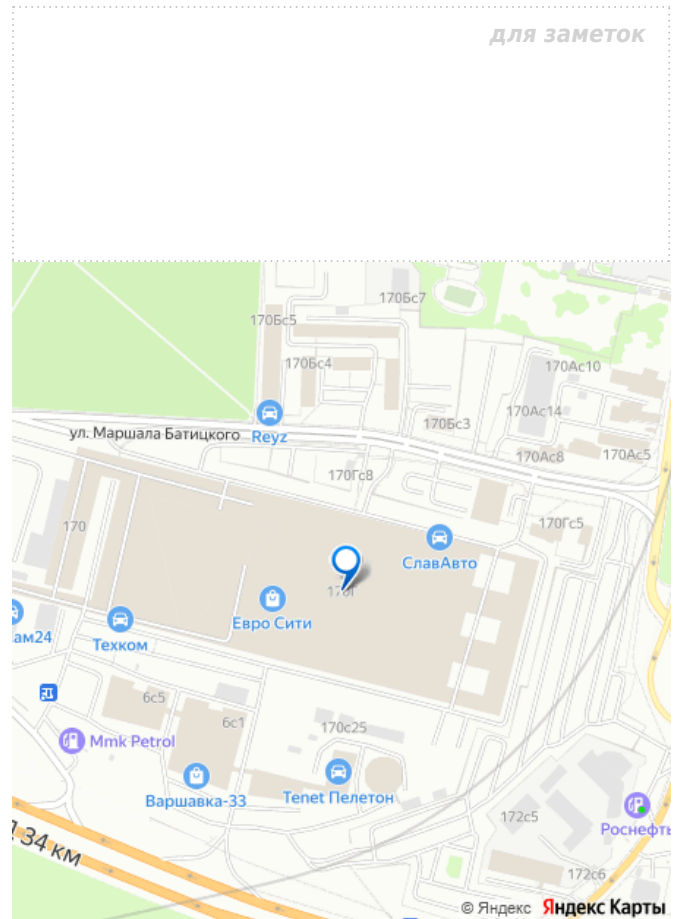 для заметок
170Бс7
170Бс5
170Бс4
170Ас10
170Ас14
170Бс3
Reyz
ул. Маршала Батицкого
170Ас8
170Ас5
170Гс8
170
170Гс5
СлавАвто
Евро Сити
ам24
Техком
6с5
6с1
170с25
Mmk Petrol
Варшавка-33
Tenet Пелетон
172с5
Роснефть
34 км
172с6
© Яндекс Яндекс Карты